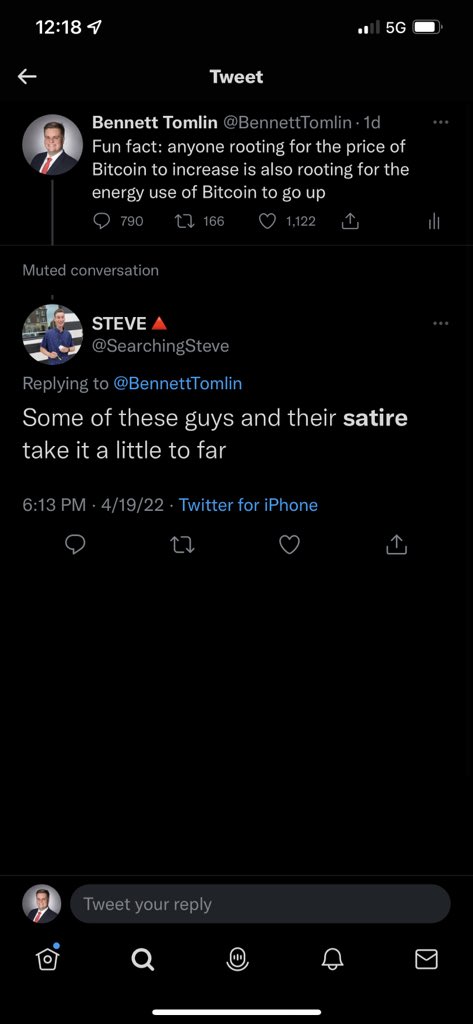 12:18
5G
Tweet
Bennett Tomlin @BennettTomlin · 1d
Fun fact: anyone rooting for the price of
Bitcoin to increase is also rooting for the
energy use of Bitcoin to go up
790 166 1,122
Muted conversation
STEVE🔺
@SearchingSteve
Replying to @BennettTomlin
Some of these guys and their satire
take it a little to far
6:13 PM · 4/19/22 · Twitter for iPhone
Tweet your reply